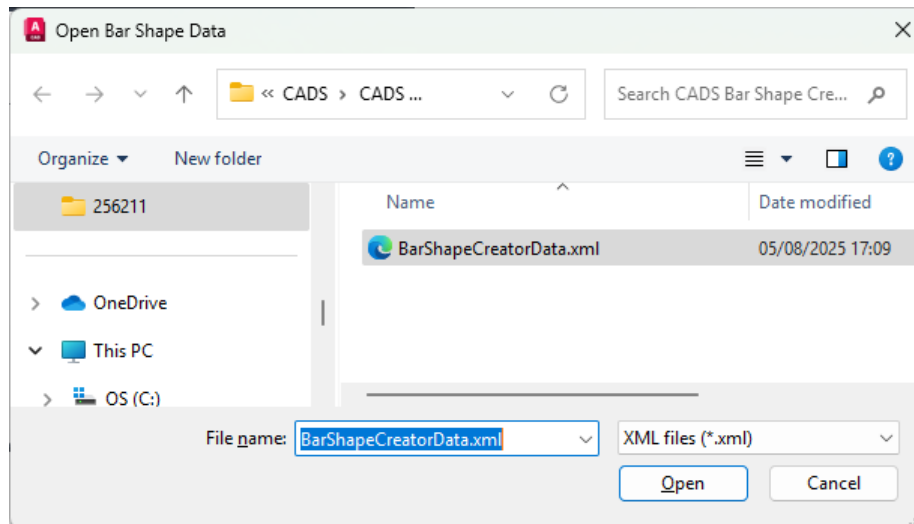 Open Bar Shape Data
« CADS > CADS ...
Search CADS Bar Shape Cre...
Organize
New folder
256211
Name
Date modified
BarShapeCreatorData.xml
05/08/2025 17:09
OneDrive
This PC
OS (C:)
File name:
BarShapeCreatorData.xml
XML files (*.xml)
Open
Cancel